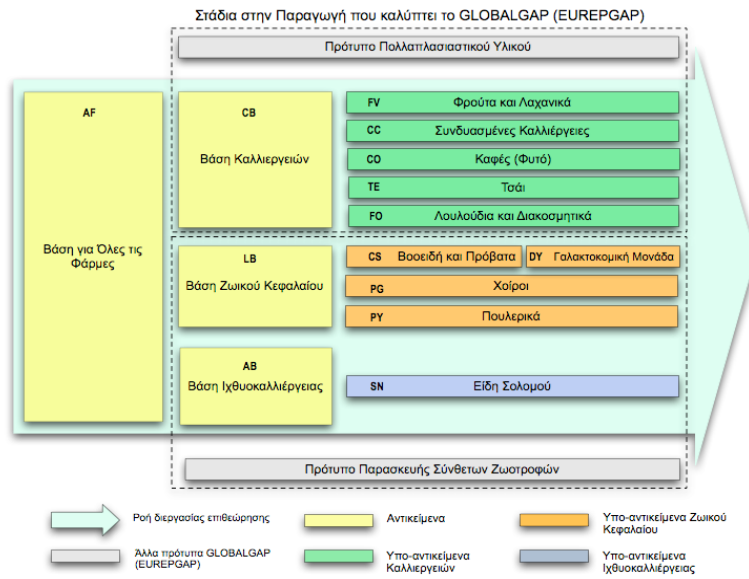 Στάδια στην Παραγωγή που καλύπτει το GLOBALGAP (EUREPGAP)
Πρότυπο Πολλαπλασιαστικού Υλικού
AF
Βάση για Όλες τις
Φάρμες
CB
Βάση Καλλιεργειών
FV Φρούτα και Λαχανικά
CC Συνδυασμένες Καλλιέργειες
CO Καφές (Φυτό)
TE Τσάι
FO Λουλούδια και Διακοσμητικά
LB
Βάση Ζωικού Κεφαλαίου
CS Βοοειδή και Πρόβατα DY Γαλακτοκομική Μονάδα
PG Χοίροι
PY Πουλερικά
AB
Βάση Ιχθυοκαλλιέργειας
SN Είδη Σολομού
Πρότυπο Παρασκευής Σύνθετων Ζωοτροφών
Ροή διεργασίας επιθεώρησης
Αντικείμενα
Υπο-αντικείμενα Ζωικού
Κεφαλαίου
Άλλα πρότυπα GLOBALGAP
(EUREPGAP)
Υπο-αντικείμενα
Καλλιεργειών
Υπο-αντικείμενα
Ιχθυοκαλλιέργειας